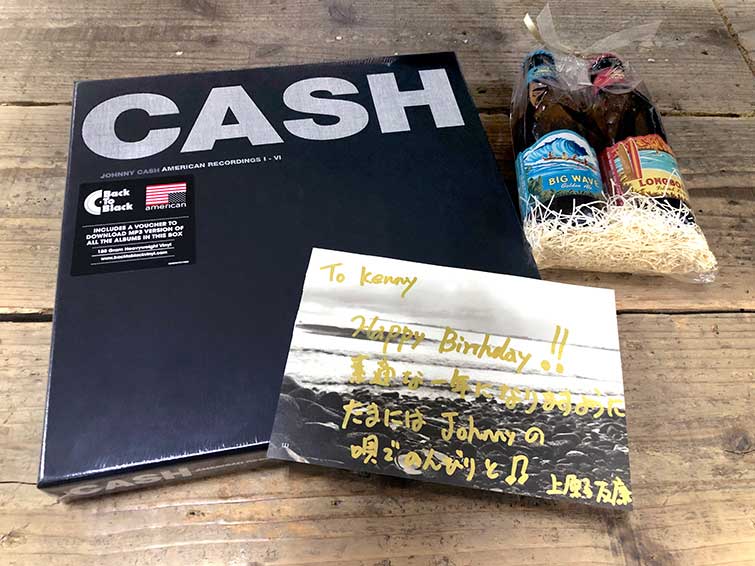 CASH
JOHNNY CASH AMERICAN RECORDINGS I - VI
Back
To
Black
american
INCLUDES A VOUCHER TO
DOWNLOAD MP3 VERSION OF
ALL THE ALBUMS IN THIS BOX
180 Gram Heavyweight Vinyl
www.backtoblackvinyl.com
BIG WAVE
Golden Ale
To Kenny
Happy Birthday!!
素適な一年になりますように
たまには Johnnyの
唄でのんびりと♫
CASH